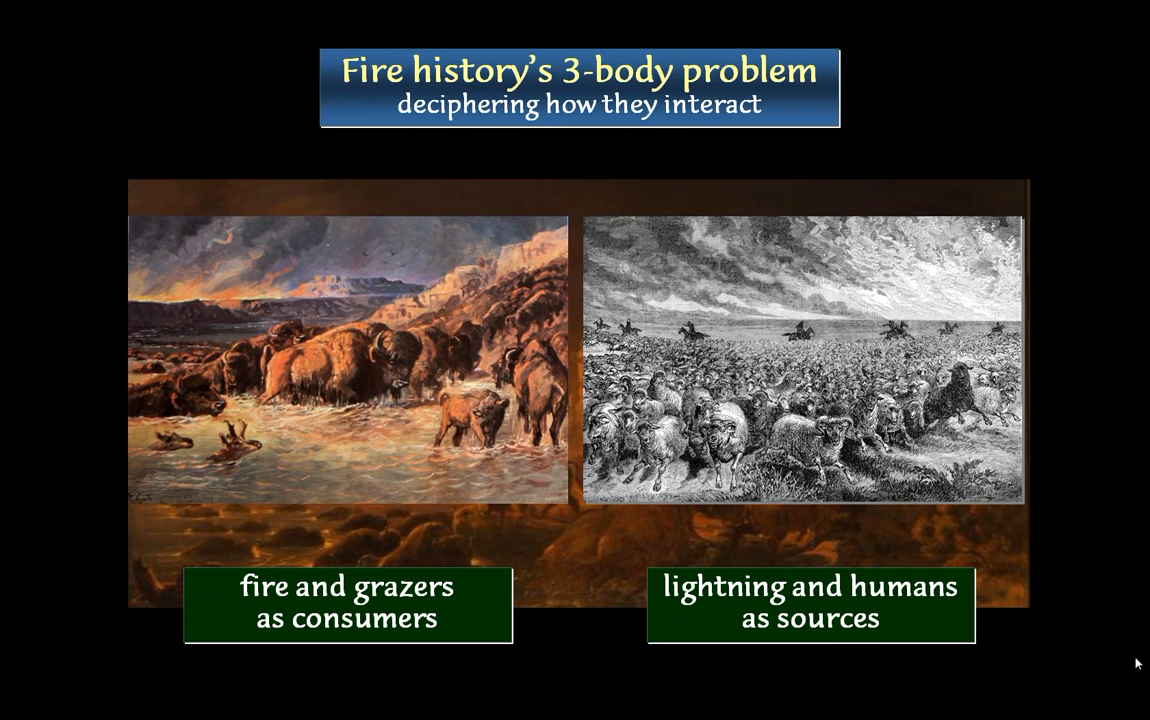 Fire history's 3-body problem
deciphering how they interact
fire and grazers
as consumers
lightning and humans
as sources